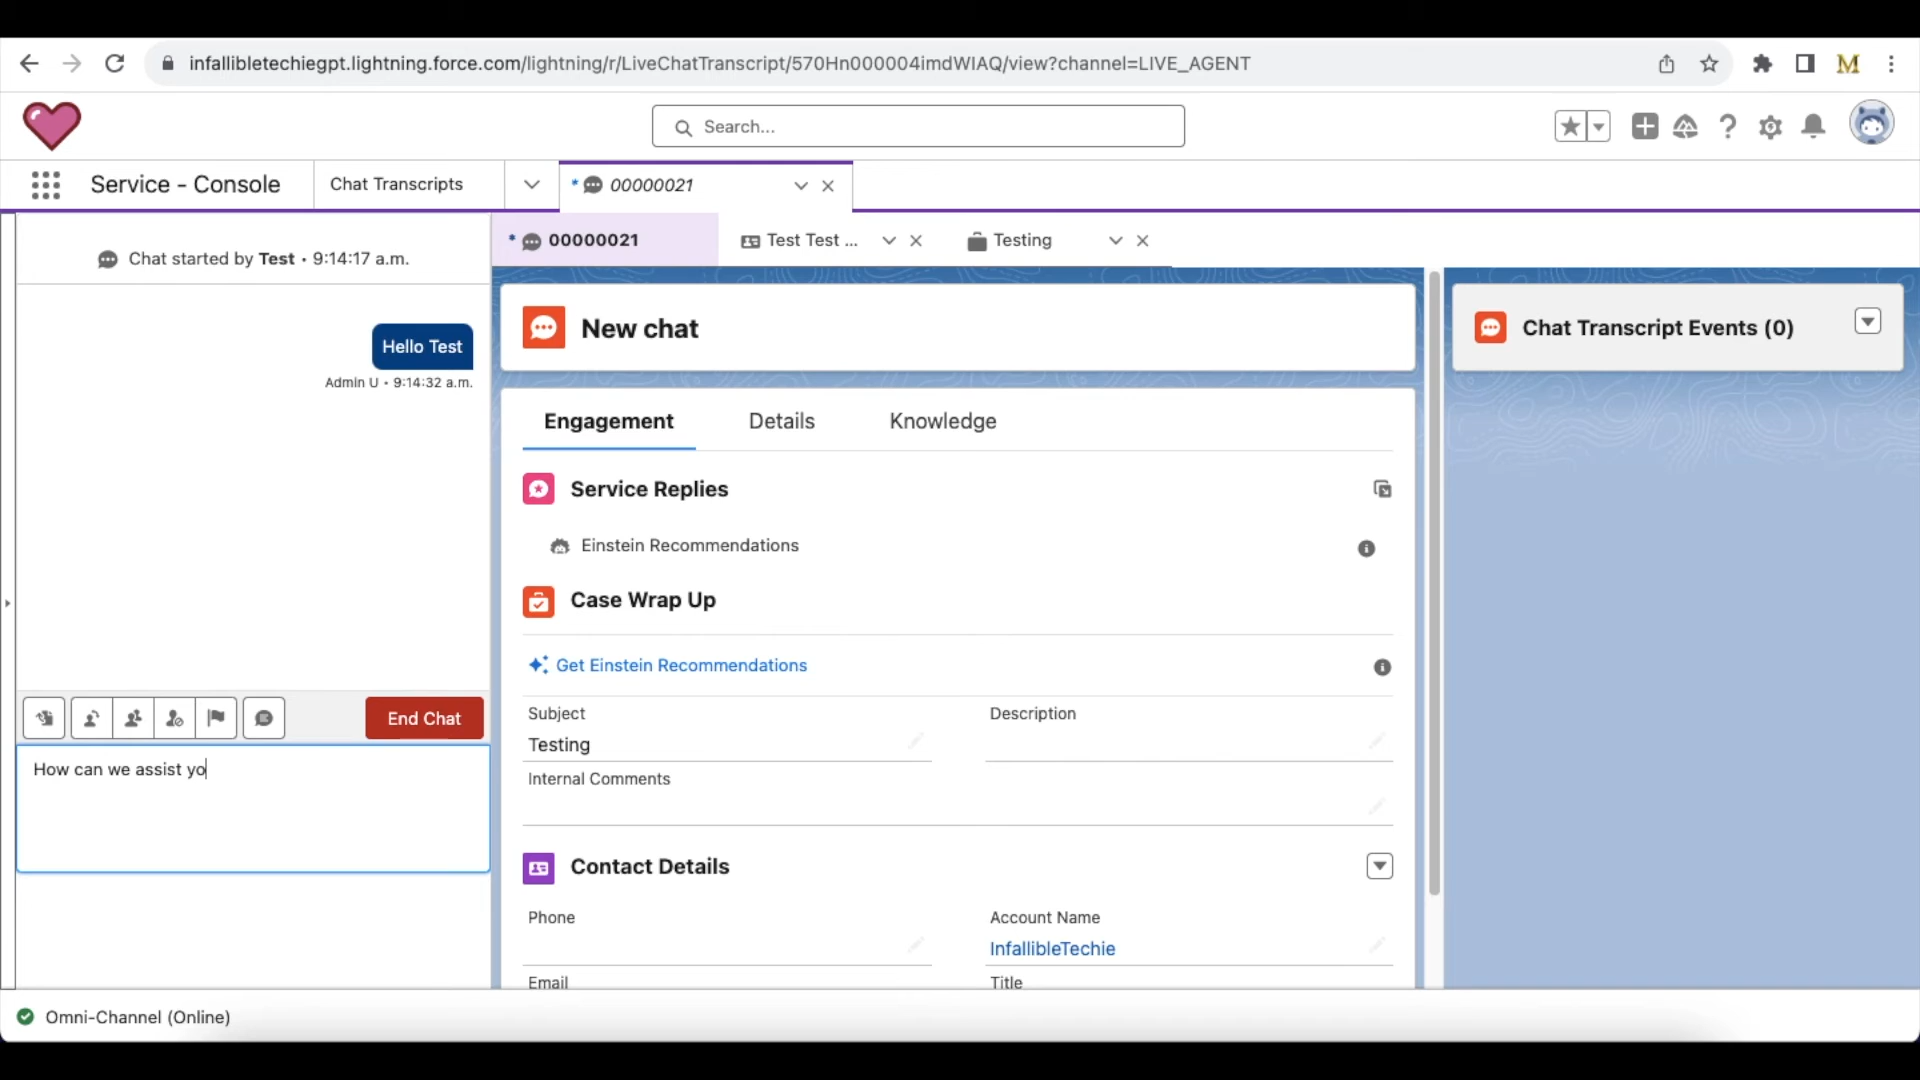 infallibletechiegpt.lightning.force.com/lightning/r/LiveChatTranscript/570Hn000004imdWIAQ/view?channel=LIVE_AGENT
M
Search...
Service - Console
Chat Transcripts
* 00000021
Chat started by Test • 9:14:17 a.m.
* 00000021
Test Test ...
Testing
Hello Test
Admin U • 9:14:32 a.m.
New chat
Chat Transcript Events (0)
Engagement
Details
Knowledge
Service Replies
Einstein Recommendations
Case Wrap Up
Get Einstein Recommendations
Subject
Testing
Description
Internal Comments
Contact Details
Phone
Account Name
InfallibleTechie
Email
Title
End Chat
How can we assist yo
Omni-Channel (Online)